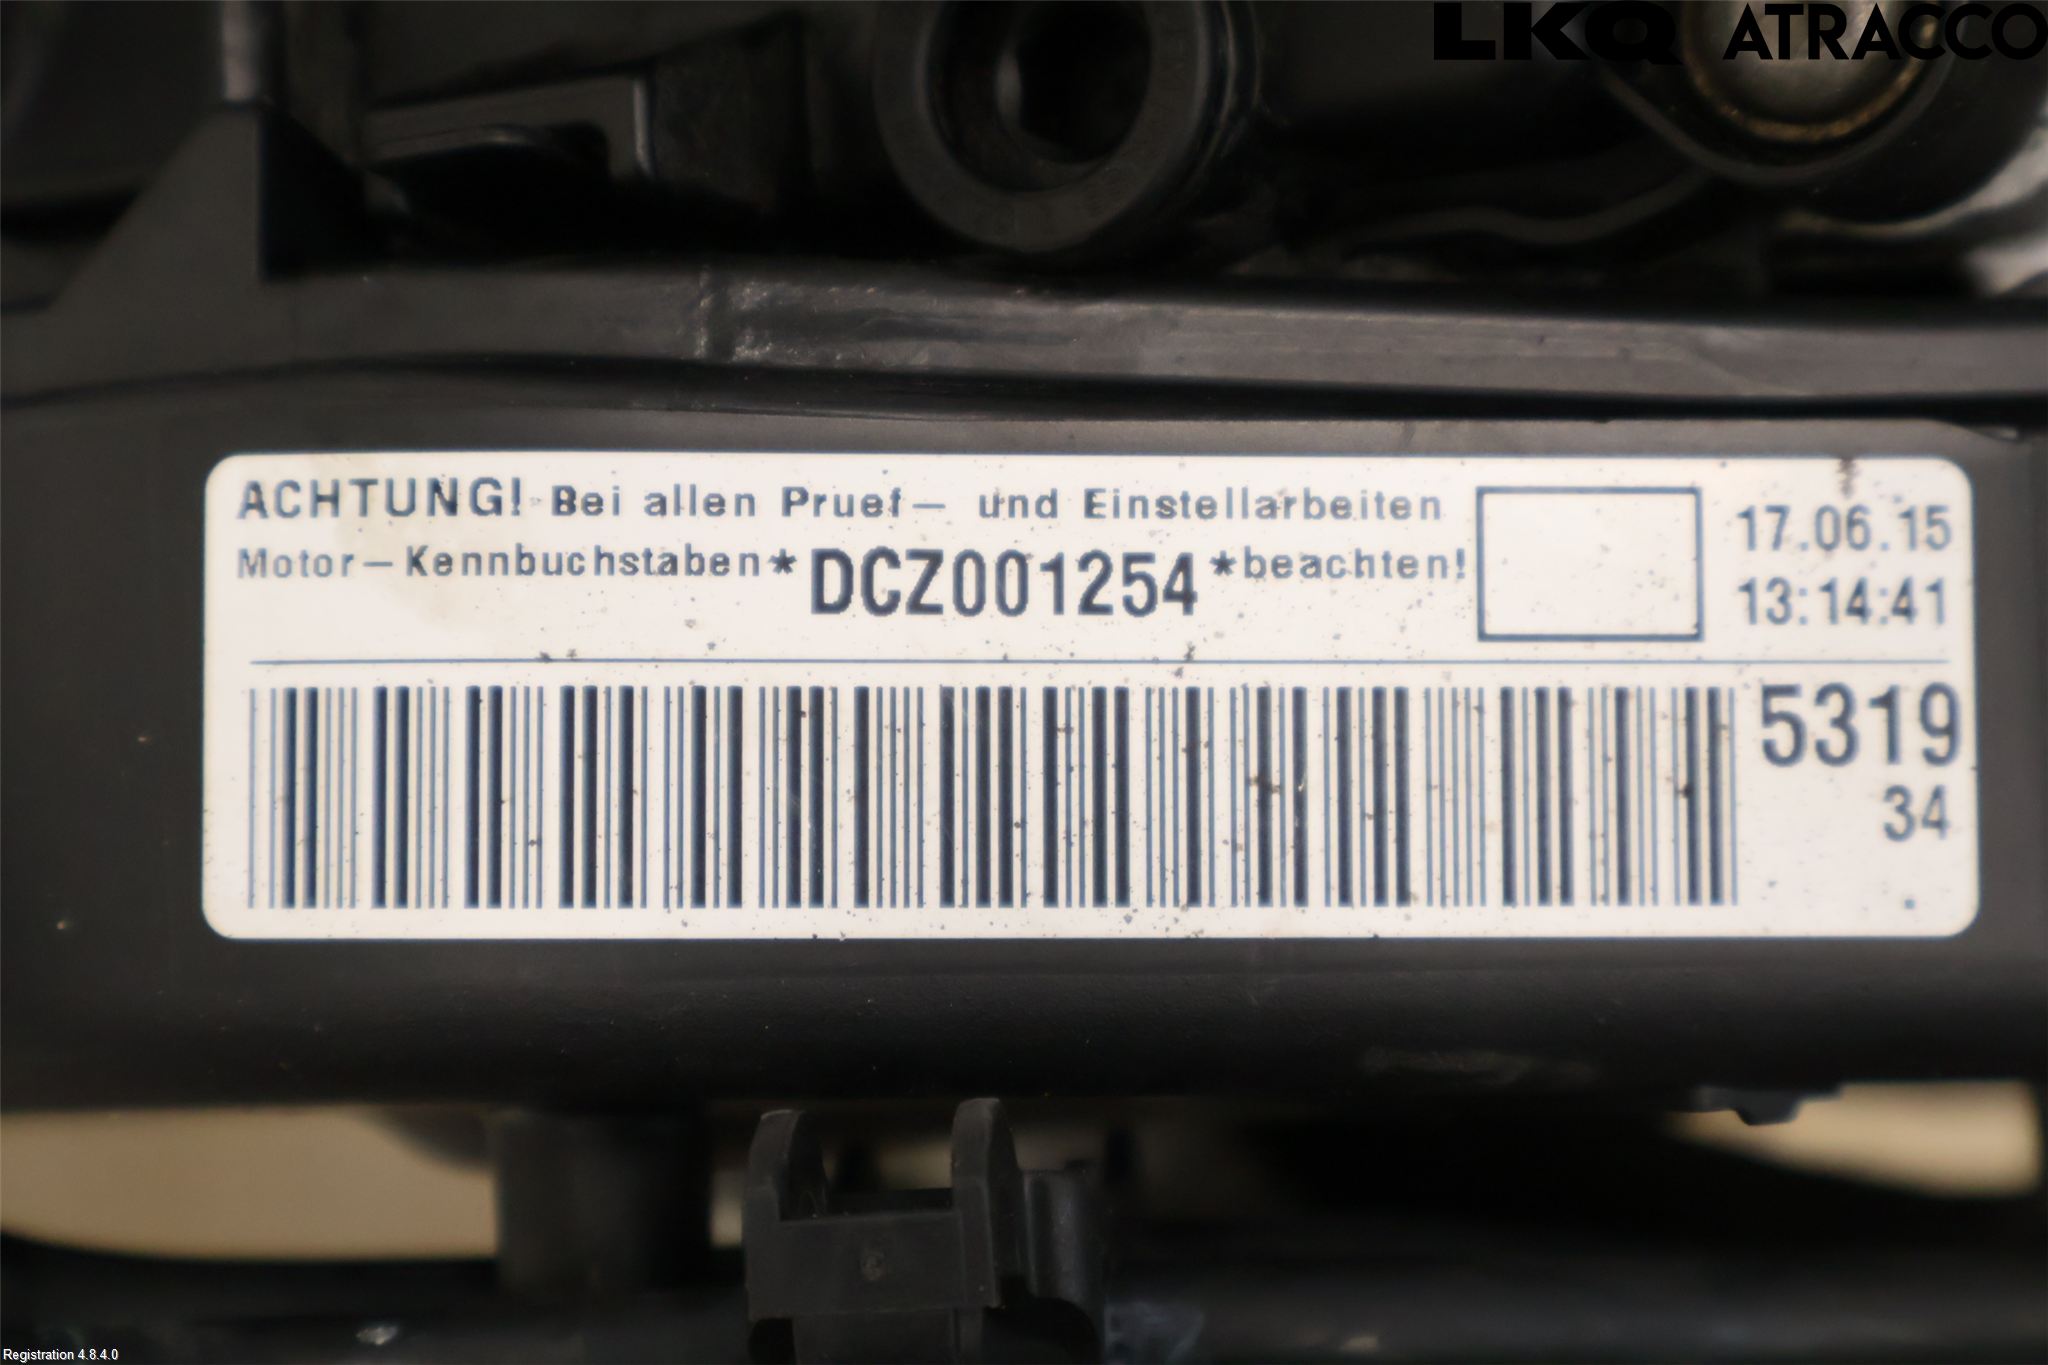 LKQ ATRACCO
ACHTUNG! Bei allen Pruef- und Einstellarbeiten
Motor-Kennbuchstaben*DCZ001254*beachten!
17.06.15
13:14:41
5319
34
Registration 4.8.4.0